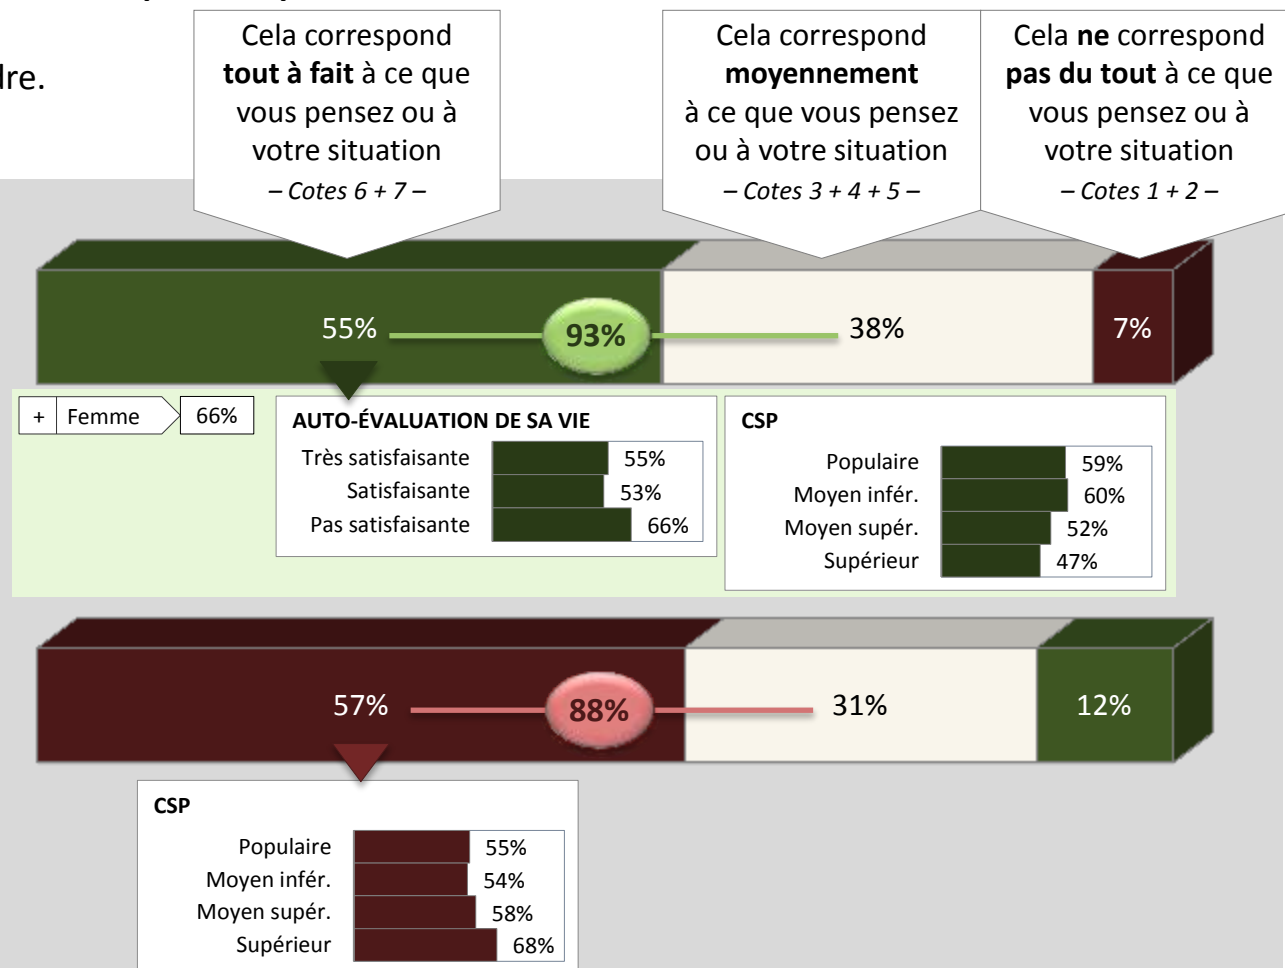 dre.
Cela correspond
tout à fait à ce que
vous pensez ou à
votre situation
– Cotes 6 + 7 –
Cela correspond
moyennement
à ce que vous pensez
ou à votre situation
– Cotes 3 + 4 + 5 –
Cela ne correspond
pas du tout à ce que
vous pensez ou à
votre situation
– Cotes 1 + 2 –
55% 93% 38% 7%
+ Femme 66%
AUTO-ÉVALUATION DE SA VIE
Très satisfaisante 55%
Satisfaisante 53%
Pas satisfaisante 66%
CSP
Populaire 59%
Moyen infér. 60%
Moyen supér. 52%
Supérieur 47%
57% 88% 31% 12%
CSP
Populaire 55%
Moyen infér. 54%
Moyen supér. 58%
Supérieur 68%